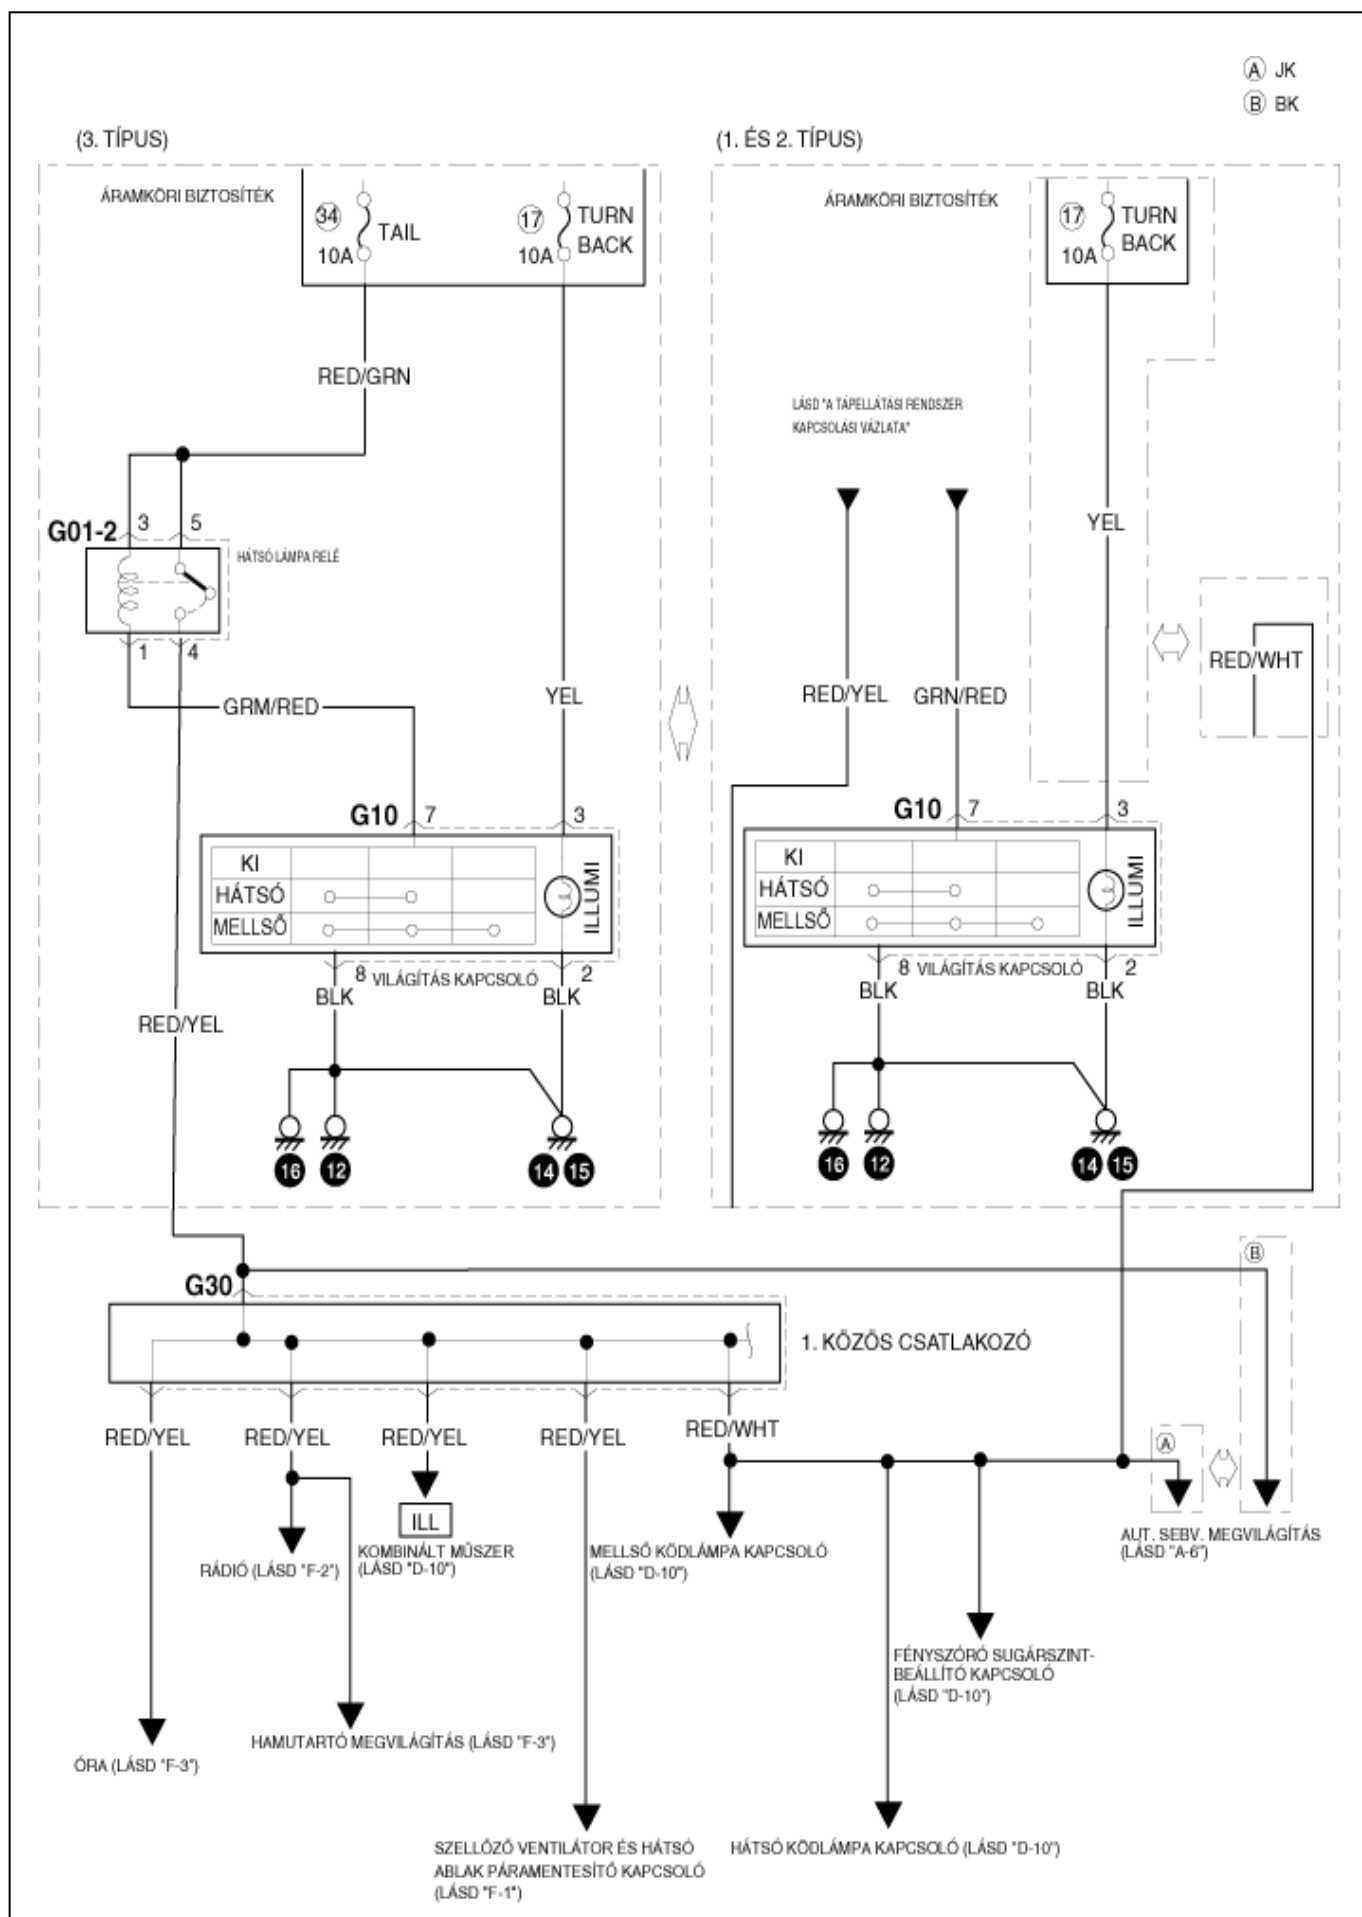 A JK
B BK
(3. TÍPUS)
(1. ÉS 2. TÍPUS)
ÁRAMKÖRI BIZTOSÍTÉK
34
10A
TAIL
17
10A
TURN
BACK
ÁRAMKÖRI BIZTOSÍTÉK
17
10A
TURN
BACK
RED/GRN
LÁSD "A TÁPELLÁTÁSI RENDSZER
KAPCSOLÁSI VÁZLATA"
G01-2
3
5
HÁTSÓ LÁMPA RELÉ
1
4
YEL
RED/WHT
GRM/RED
YEL
RED/YEL
GRN/RED
G10
7
3
KI
HÁTSÓ
MELLSŐ
ILLUMI
8
VILÁGÍTÁS KAPCSOLÓ
2
BLK
BLK
G10
7
3
KI
HÁTSÓ
MELLSŐ
ILLUMI
8
VILÁGÍTÁS KAPCSOLÓ
2
BLK
BLK
RED/YEL
16
12
14
15
16
12
14
15
B
G30
1. KÖZÖS CSATLAKOZÓ
RED/YEL
RED/YEL
RED/YEL
RED/YEL
RED/WHT
A
ILL
RÁDIÓ (LÁSD "F-2")
KOMBINÁLT MŰSZER
(LÁSD "D-10")
MELLSŐ KÖDLÁMPA KAPCSOLÓ
(LÁSD "D-10")
AUT. SEBV. MEGVILÁGÍTÁS
(LÁSD "A-6")
FÉNYSZÓRÓ SUGÁRSZINT-
BEÁLLÍTÓ KAPCSOLÓ
(LÁSD "D-10")
ÓRA (LÁSD "F-3")
HAMUTARTÓ MEGVILÁGÍTÁS (LÁSD "F-3")
SZELLŐZŐ VENTILÁTOR ÉS HÁTSÓ
ABLAK PÁRAMENTESÍTŐ KAPCSOLÓ
(LÁSD "F-1")
HÁTSÓ KÖDLÁMPA KAPCSOLÓ (LÁSD "D-10")